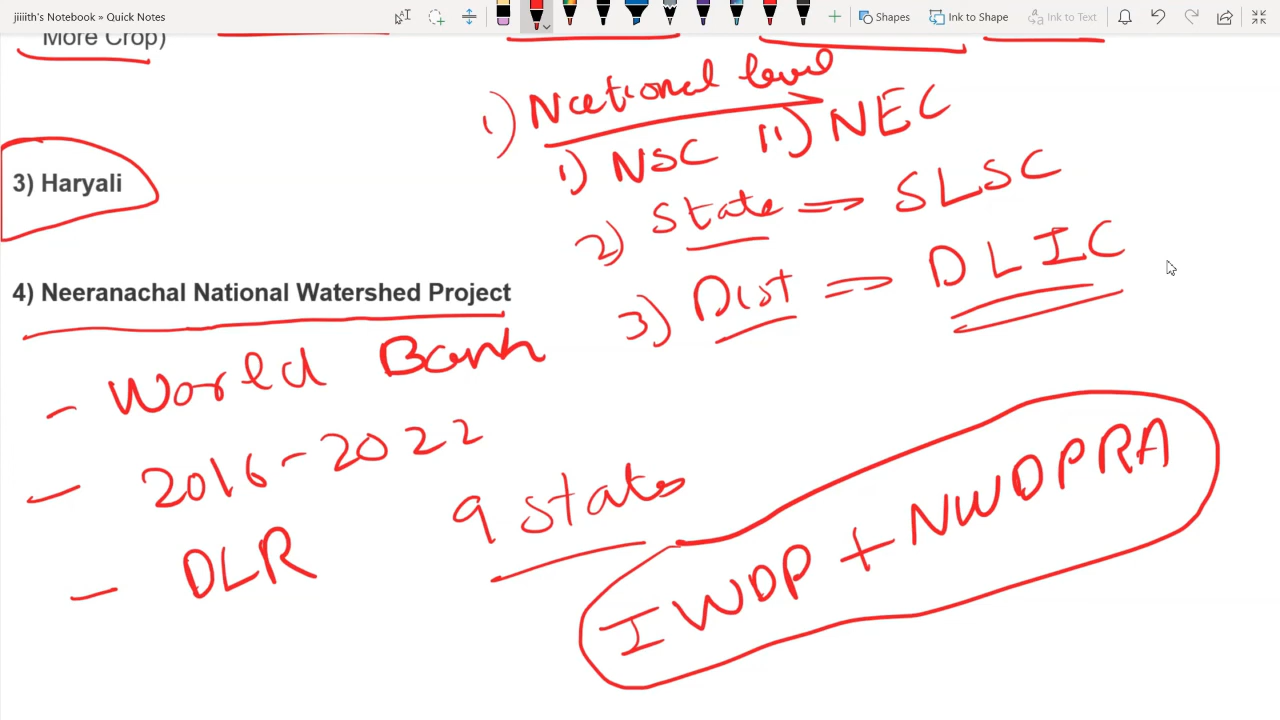 jiiiith's Notebook » Quick Notes
Shapes
Ink to Shape
Ink to Text
More Crop)
1) National level
1) NSC 11) NEC
3) Haryali
2) State => SLSC
3) Dist => DLIC
4) Neeranachal National Watershed Project
- World Bank
- 2016-2022
9 states
- DLR
IWDP + NWDPRA